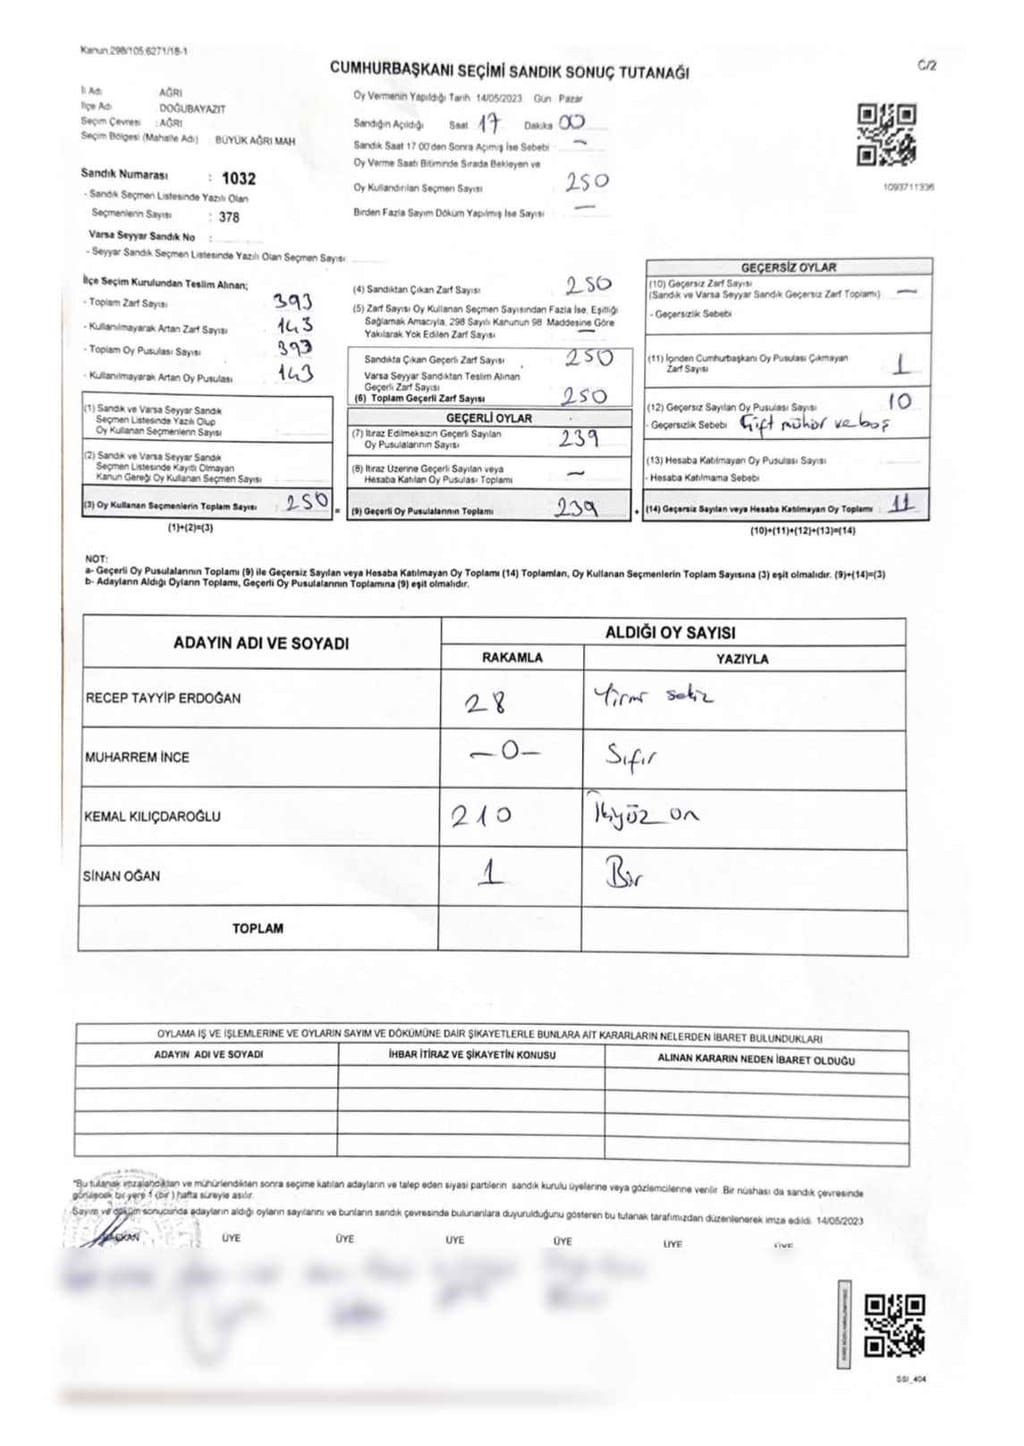 Kanun:298/105 6271/18-1
CUMHURBAŞKANI SEÇİMİ SANDIK SONUÇ TUTANAĞI
C/2
İl Adı AĞRI
İlçe Adı DOĞUBAYAZIT
Seçim Çevresi : AĞRI
Seçim Bölgesi (Mahalle Adı) BÜYÜK AĞRI MAH
Sandık Numarası : 1032
- Sandık Seçmen Listesinde Yazılı Olan
Seçmenlerin Sayısı : 378
Varsa Seyyar Sandık No :
- Seyyar Sandık Seçmen Listesinde Yazılı Olan Seçmen Sayısı
Oy Vermenin Yapıldığı Tarih 14/05/2023 Gün Pazar
Sandığın Açıldığı Saat 17 Dakika 00
Sandık Saat 17 00'den Sonra Açımış İse Sebebi –
Oy Verme Saati Bitiminde Sırada Bekleyen ve
Oy Kullandırılan Seçmen Sayısı 250
Birden Fazla Sayım Döküm Yapılmış İse Sayısı –
1093711336
İlçe Seçim Kurulundan Teslim Alınan;
- Toplam Zarf Sayısı 393
- Kullanılmayarak Artan Zarf Sayısı 143
- Toplam Oy Pusulası Sayısı 393
- Kullanılmayarak Artan Oy Pusulası 143
(1) Sandık ve Varsa Seyyar Sandık
Seçmen Listesinde Yazılı Olup
Oy Kullanan Seçmenlerin Sayısı
(2) Sandık ve Varsa Seyyar Sandık
Seçmen Listesinde Kayıtlı Olmayan
Kanun Gereği Oy Kullanan Seçmen Sayısı
(3) Oy Kullanan Seçmenlerin Toplam Sayısı : 250 =
(1)+(2)=(3)
(4) Sandıktan Çıkan Zarf Sayısı 250
(5) Zarf Sayısı Oy Kullanan Seçmen Sayısından Fazla İse, Eşitliği
Sağlamak Amacıyla, 298 Sayılı Kanunun 98 Maddesine Göre
Yakılarak Yok Edilen Zarf Sayısı –
Sandıkta Çıkan Geçerli Zarf Sayısı 250
Varsa Seyyar Sandıktan Teslim Alınan
Geçerli Zarf Sayısı
(6) Toplam Geçerli Zarf Sayısı 250
GEÇERLİ OYLAR
(7) İtiraz Edilmeksizin Geçerli Sayılan
Oy Pusulalarının Sayısı 239
(8) İtiraz Üzerine Geçerli Sayılan veya
Hesaba Katılan Oy Pusulası Toplamı –
(9) Geçerli Oy Pusulalarının Toplamı 239 +
GEÇERSİZ OYLAR
(10) Geçersiz Zarf Sayısı
(Sandık ve Varsa Seyyar Sandık Geçersiz Zarf Toplamı) –
- Geçersizlik Sebebi
(11) İçinden Cumhurbaşkanı Oy Pusulası Çıkmayan
Zarf Sayısı 1
(12) Geçersiz Sayılan Oy Pusulası Sayısı 10
- Geçersizlik Sebebi Çift mühür ve boş
(13) Hesaba Katılmayan Oy Pusulası Sayısı
- Hesaba Katılmama Sebebi
(14) Geçersiz Sayılan veya Hesaba Katılmayan Oy Toplamı : 11
(10)+(11)+(12)+(13)=(14)
NOT:
a- Geçerli Oy Pusulalarının Toplamı (9) ile Geçersiz Sayılan veya Hesaba Katılmayan Oy Toplamı (14) Toplamları, Oy Kullanan Seçmenlerin Toplam Sayısına (3) eşit olmalıdır. (9)+(14)=(3)
b- Adayların Aldığı Oyların Toplamı, Geçerli Oy Pusulalarının Toplamına (9) eşit olmalıdır.
ADAYIN ADI VE SOYADI ALDIĞI OY SAYISI
RAKAMLA YAZIYLA
RECEP TAYYİP ERDOĞAN 28 Yirmi sekiz
MUHARREM İNCE –0– Sıfır
KEMAL KILIÇDAROĞLU 210 İkiyüz on
SİNAN OĞAN 1 Bir
TOPLAM
OYLAMA İŞ VE İŞLEMLERİNE VE OYLARIN SAYIM VE DÖKÜMÜNE DAİR ŞİKAYETLERLE BUNLARA AİT KARARLARIN NELERDEN İBARET BULUNDUKLARI
ADAYIN ADI VE SOYADI İHBAR İTİRAZ VE ŞİKAYETİN KONUSU ALINAN KARARIN NEDEN İBARET OLDUĞU
"Bu tutanak imzalandıktan ve mühürlendikten sonra seçime katılan adayların ve talep eden siyasi partilerin sandık kurulu üyelerine veya gözlemcilerine verilir. Bir nüshası da sandık çevresinde
görülecek bir yere 1 (bir) hafta süreyle asılır.
Sayım ve döküm sonucunda adayların aldığı oyların sayılarını ve bunların sandık çevresinde bulunanlara duyurulduğunu gösteren bu tutanak tarafımızdan düzenlenerek imza edildi. 14/05/2023
BAŞKAN ÜYE ÜYE ÜYE ÜYE ÜYE ÜYE
SSI_404